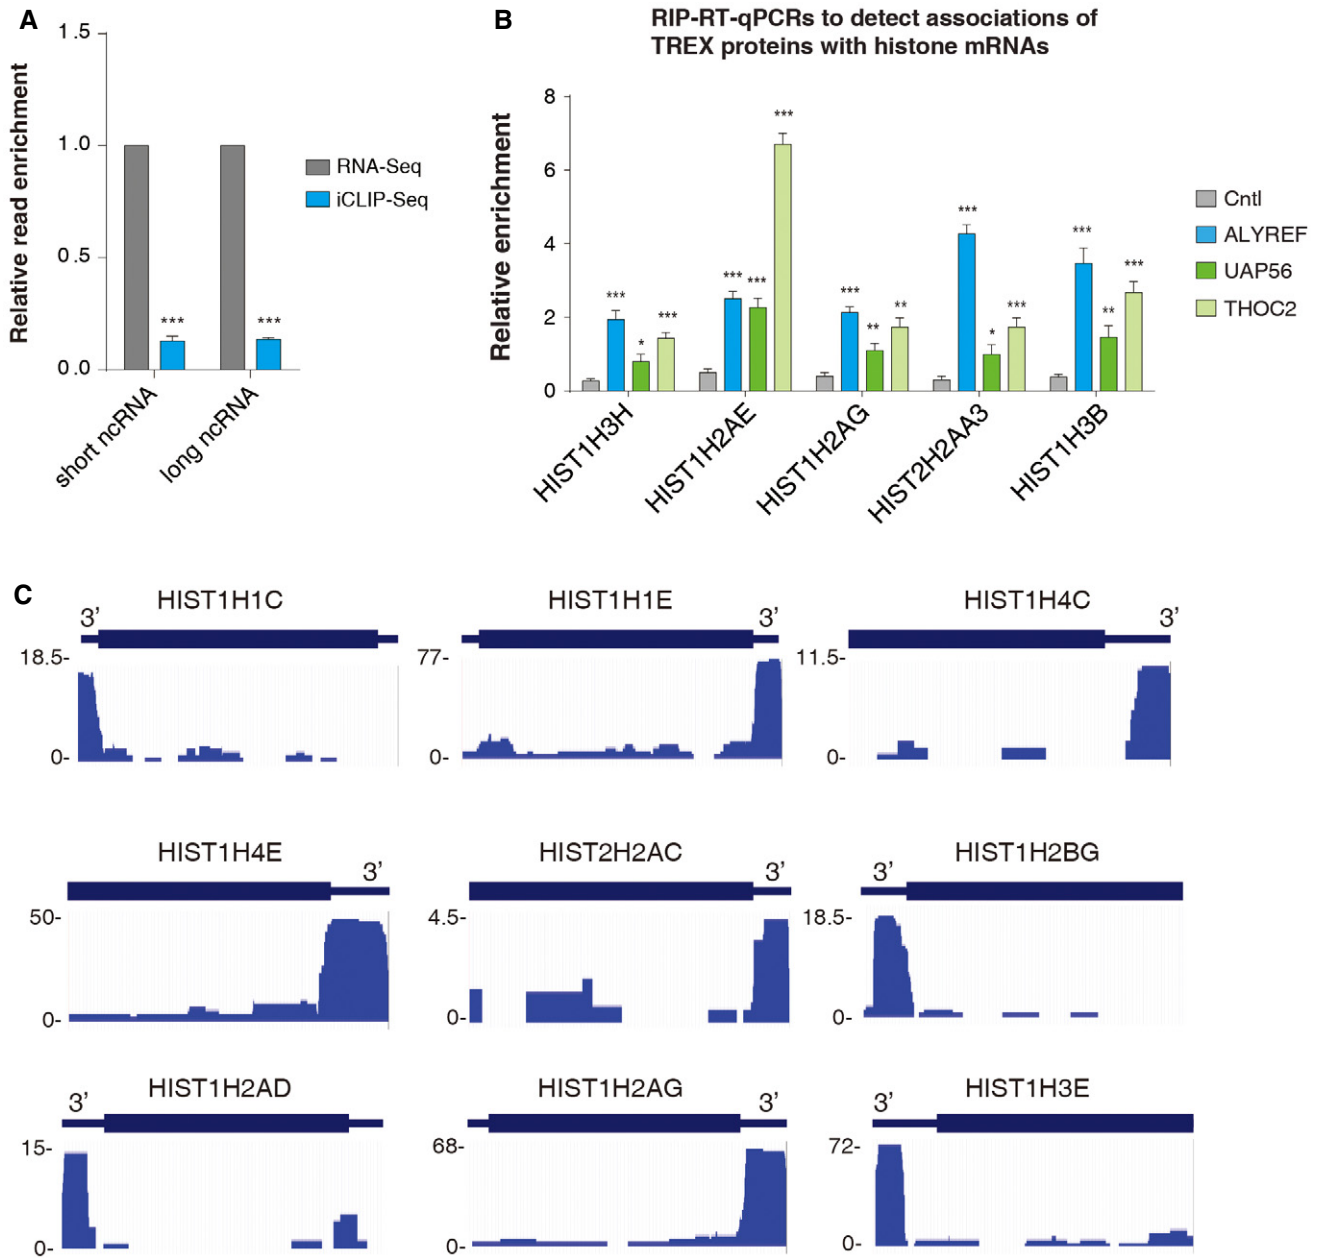 A
1.5
1.0
0.5
0.0
Relative read enrichment
***
***
short ncRNA
long ncRNA
RNA-Seq
iCLIP-Seq
B
RIP-RT-qPCRs to detect associations of
TREX proteins with histone mRNAs
8
6
4
2
0
Relative enrichment
***
*
***
***
***
***
***
**
**
***
*
***
***
**
***
HIST1H3H
HIST1H2AE
HIST1H2AG
HIST2H2AA3
HIST1H3B
Cntl
ALYREF
UAP56
THOC2
C
HIST1H1C
3’
18.5-
0-
HIST1H1E
3’
77-
0-
HIST1H4C
3’
11.5-
0-
HIST1H4E
3’
50-
0-
HIST2H2AC
3’
4.5-
0-
HIST1H2BG
3’
18.5-
0-
HIST1H2AD
3’
15-
0-
HIST1H2AG
3’
68-
0-
HIST1H3E
3’
72-
0-